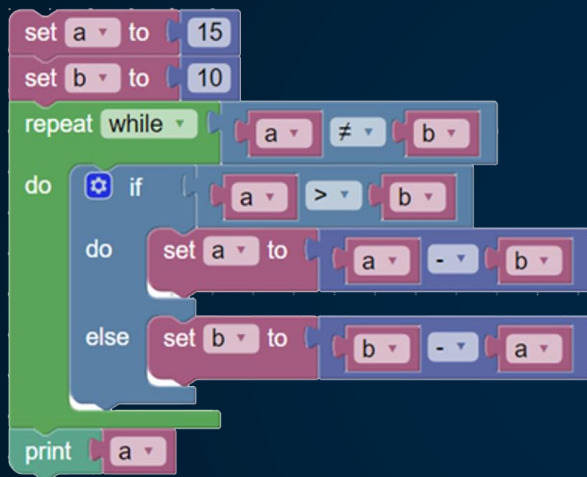 set a to 15
set b to 10
repeat while a ≠ b
do if a > b
do set a to a - b
else set b to b - a
print a